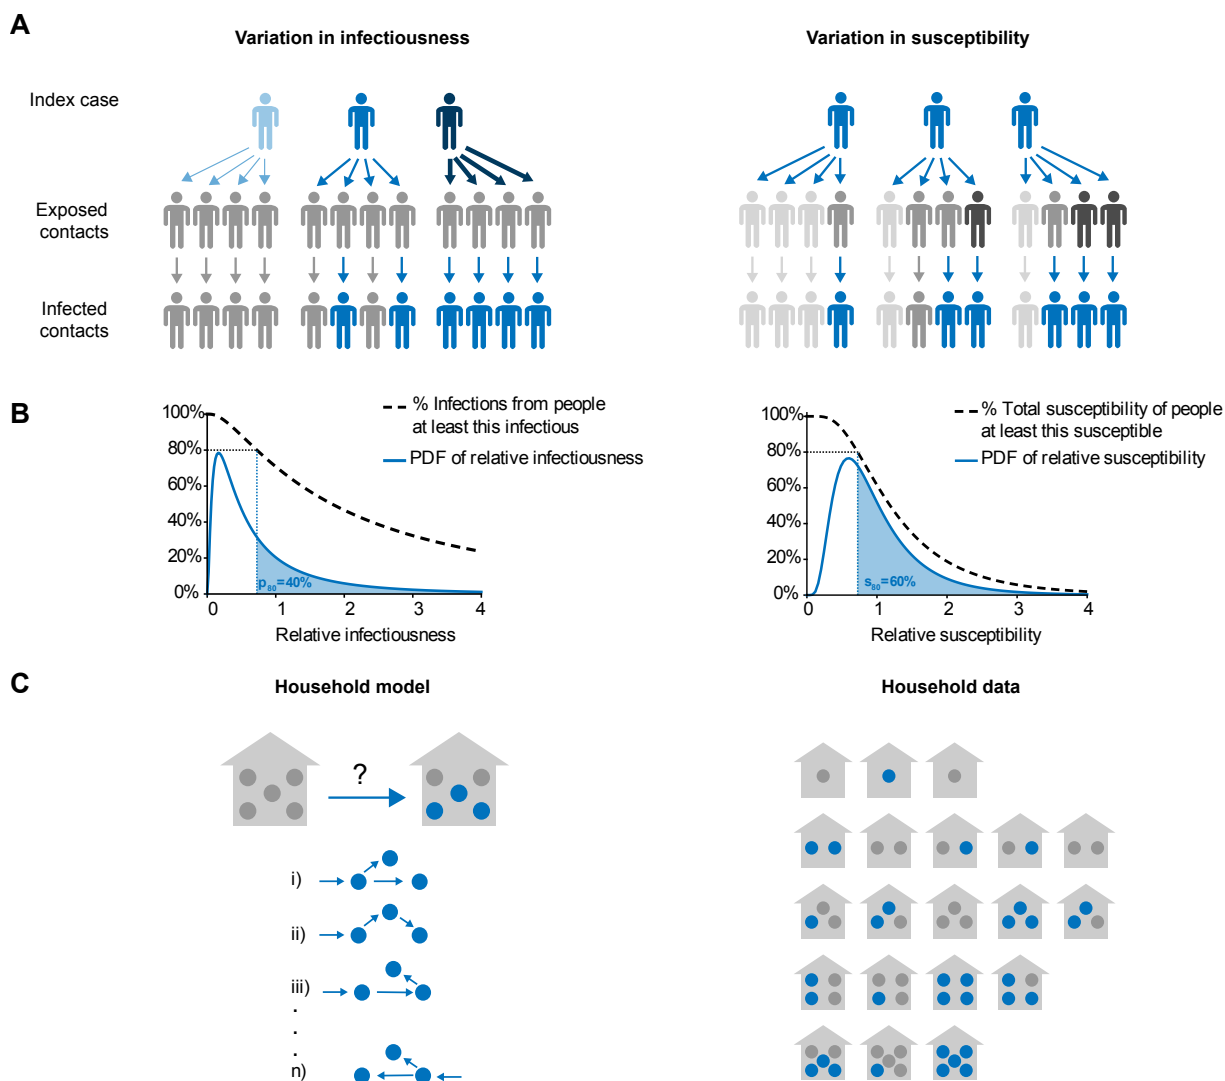 A
Variation in infectiousness
Variation in susceptibility
Index case
Exposed
contacts
Infected
contacts
B
100%
80%
60%
40%
20%
0%
% Infections from people
at least this infectious
PDF of relative infectiousness
p80=40%
0 1 2 3 4
Relative infectiousness
100%
80%
60%
40%
20%
0%
% Total susceptibility of people
at least this susceptible
PDF of relative susceptibility
s80=60%
0 1 2 3 4
Relative susceptibility
C
Household model
Household data
?
i)
ii)
iii)
.
.
.
n)